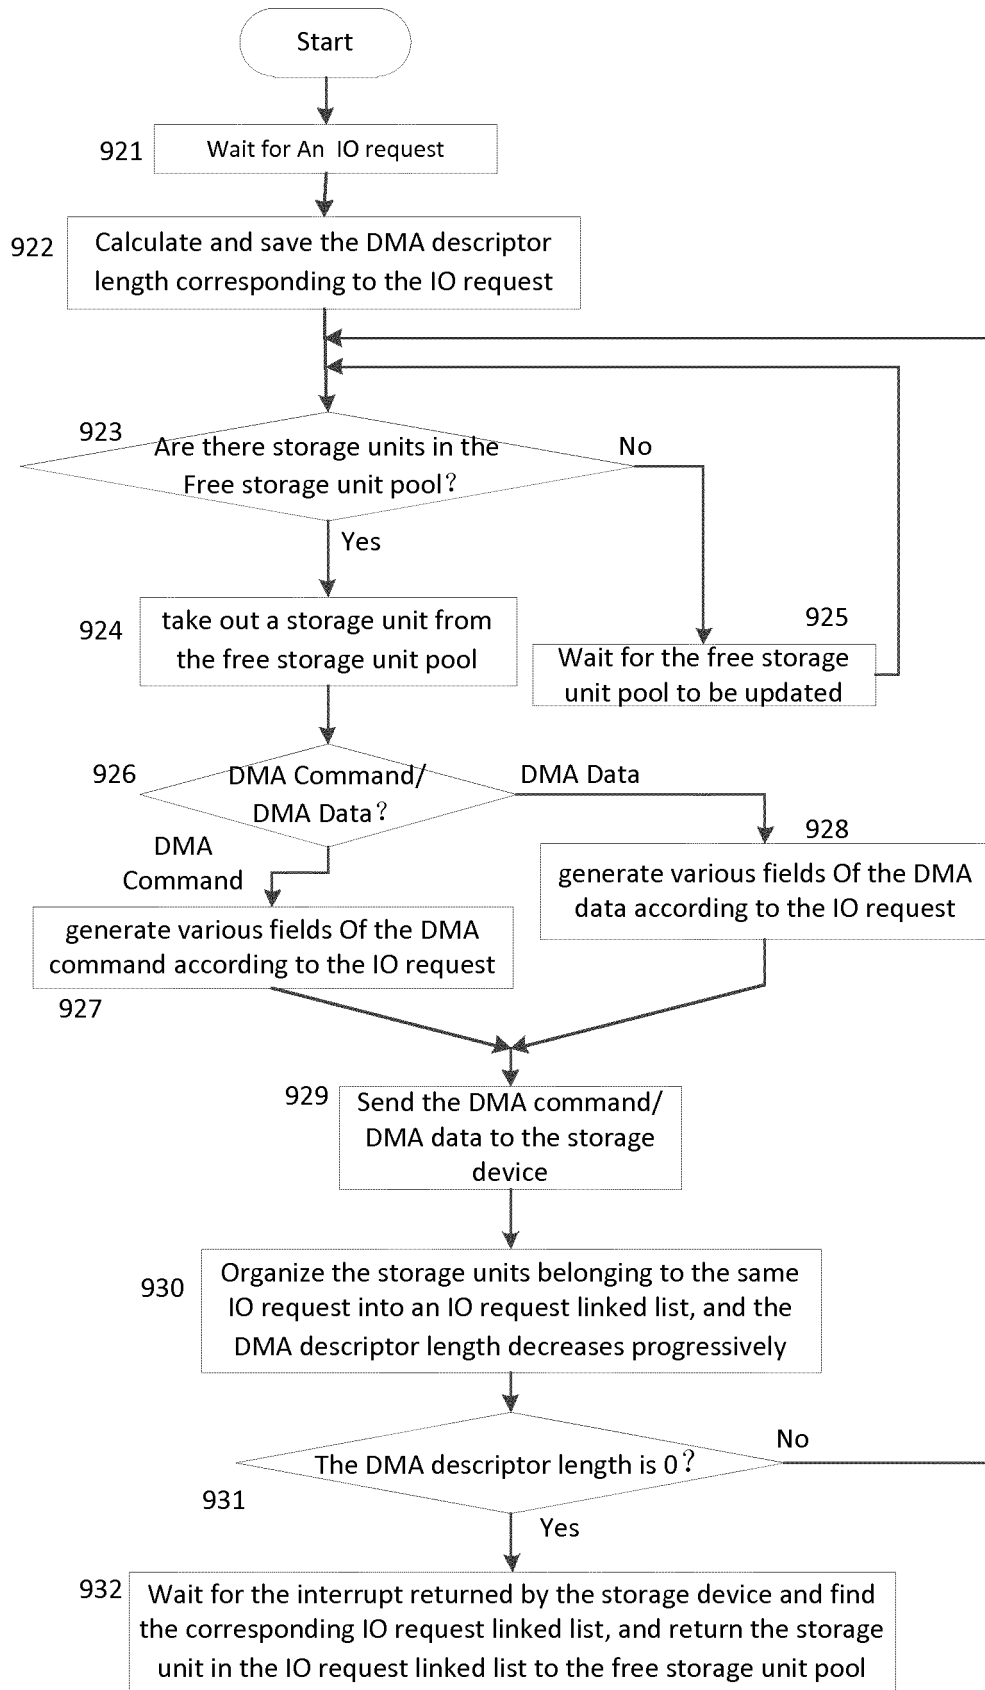 Start
921
Wait for An IO request
922
Calculate and save the DMA descriptor
length corresponding to the IO request
923
Are there storage units in the
Free storage unit pool？
No
Yes
924
take out a storage unit from
the free storage unit pool
925
Wait for the free storage
unit pool to be updated
926
DMA Command/
DMA Data？
DMA Data
DMA
Command
928
generate various fields Of the DMA
data according to the IO request
generate various fields Of the DMA
command according to the IO request
927
929
Send the DMA command/
DMA data to the storage
device
930
Organize the storage units belonging to the same
IO request into an IO request linked list, and the
DMA descriptor length decreases progressively
The DMA descriptor length is 0？
No
931
Yes
932
Wait for the interrupt returned by the storage device and find
the corresponding IO request linked list, and return the storage
unit in the IO request linked list to the free storage unit pool